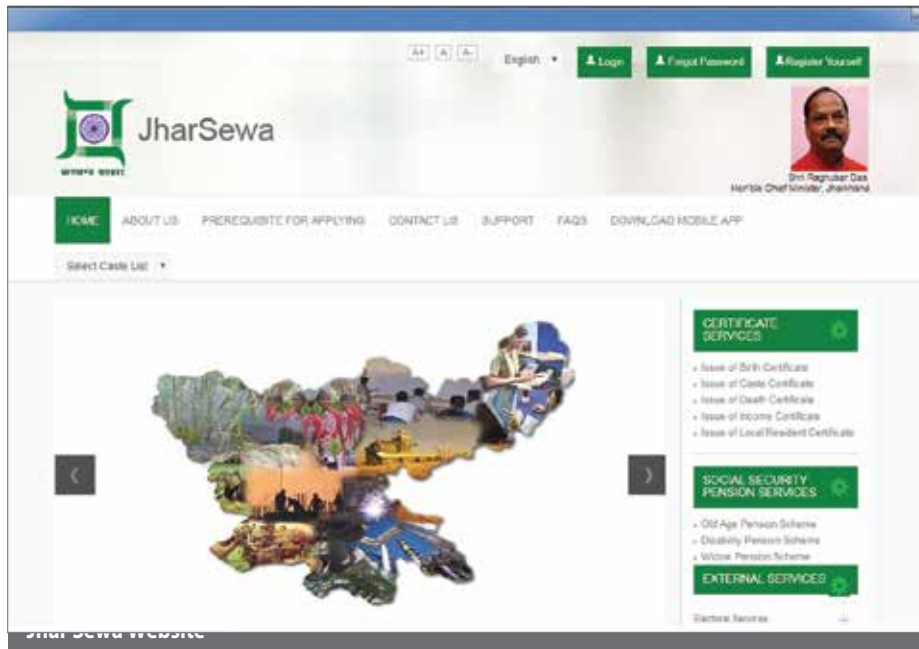 A+ A A-
English
Login
Forgot Password
Register Yourself
JharSewa
झारखण्ड सरकार
Shri Raghubar Das
Hon'ble Chief Minister, Jharkhand
HOME
ABOUT US
PREREQUISITE FOR APPLYING
CONTACT US
SUPPORT
FAQS
DOWNLOAD MOBILE APP
Select Caste List
CERTIFICATE
SERVICES
Issue of Birth Certificate
Issue of Caste Certificate
Issue of Death Certificate
Issue of Income Certificate
Issue of Local Resident Certificate
SOCIAL SECURITY
PENSION SERVICES
Old Age Pension Scheme
Disability Pension Scheme
Widow Pension Scheme
EXTERNAL SERVICES
Electoral Services
Jhar Sewa Website